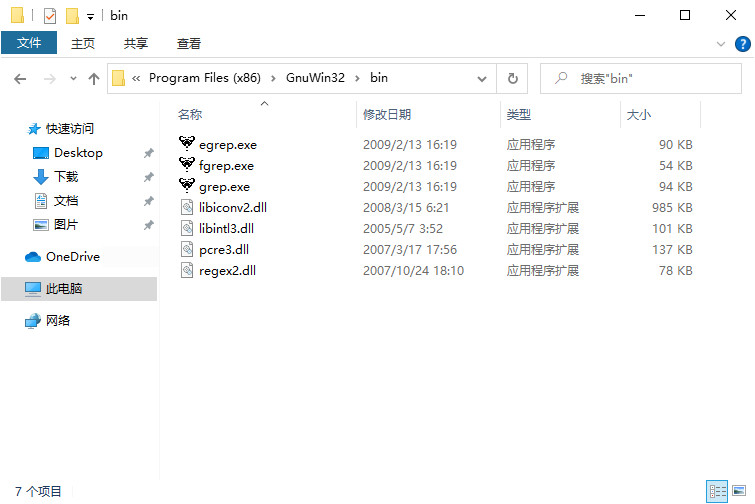 bin
文件 主页 共享 查看
« Program Files (x86) > GnuWin32 > bin 搜索"bin"
名称 修改日期 类型 大小
快速访问
Desktop
下载
文档
图片
OneDrive
此电脑
网络
egrep.exe 2009/2/13 16:19 应用程序 90 KB
fgrep.exe 2009/2/13 16:19 应用程序 54 KB
grep.exe 2009/2/13 16:19 应用程序 94 KB
libiconv2.dll 2008/3/15 6:21 应用程序扩展 985 KB
libintl3.dll 2005/5/7 3:52 应用程序扩展 101 KB
pcre3.dll 2007/3/17 17:56 应用程序扩展 137 KB
regex2.dll 2007/10/24 18:10 应用程序扩展 78 KB
7 个项目